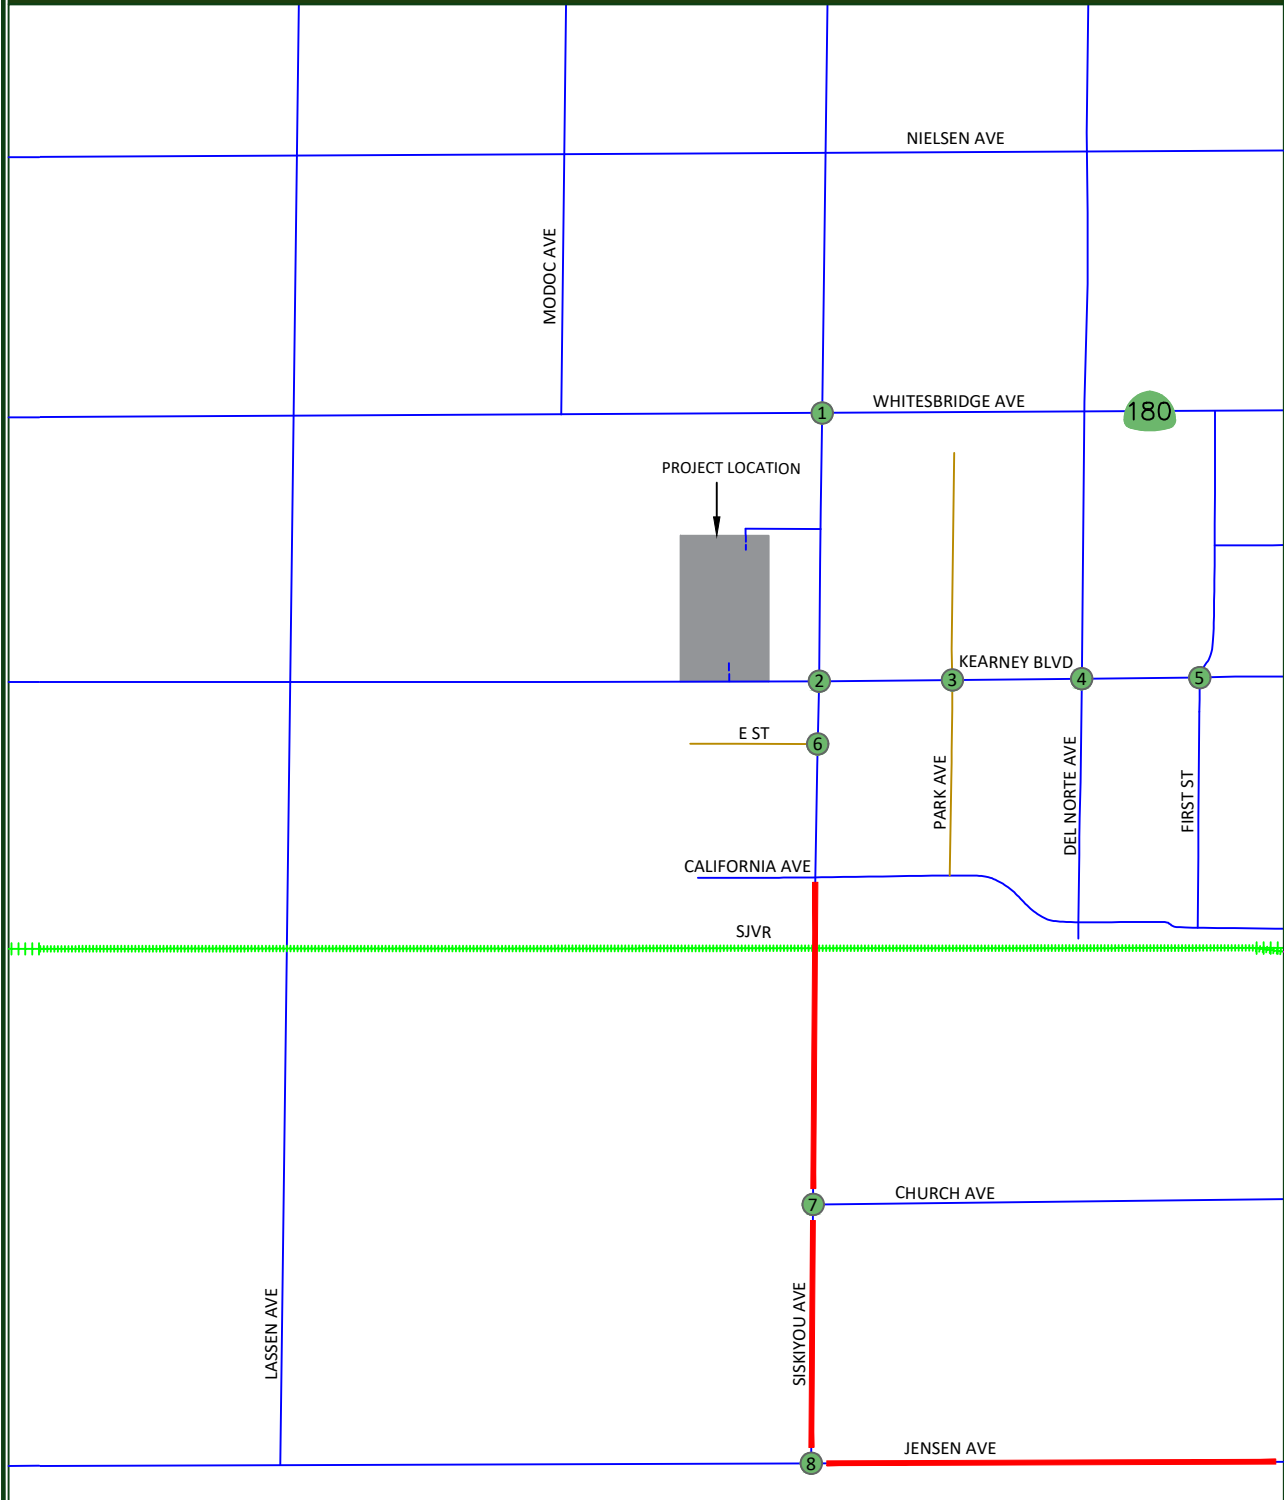 NIELSEN AVE
MODOC AVE
WHITESBRIDGE AVE
180
1
PROJECT LOCATION
KEARNEY BLVD
2
3
4
5
E ST
6
PARK AVE
DEL NORTE AVE
FIRST ST
CALIFORNIA AVE
SJVR
CHURCH AVE
7
LASSEN AVE
SISKIYOU AVE
JENSEN AVE
8